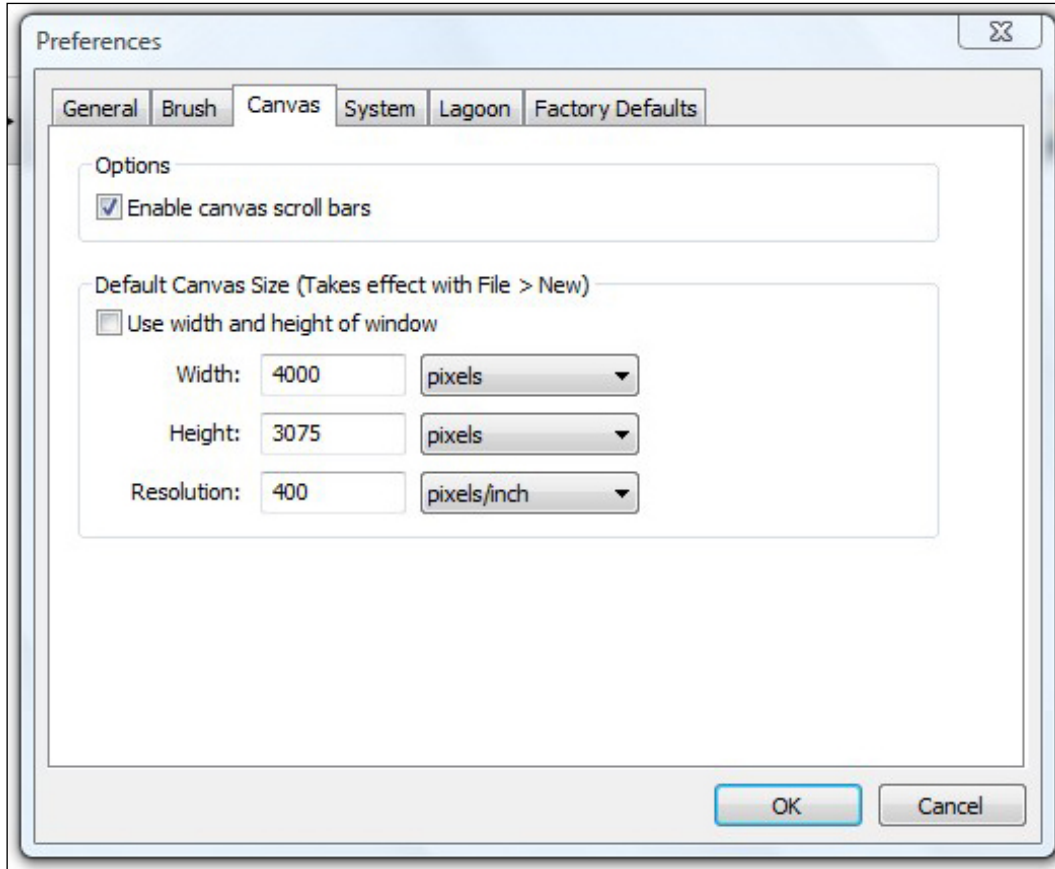 Preferences
General Brush Canvas System Lagoon Factory Defaults
Options
Enable canvas scroll bars
Default Canvas Size (Takes effect with File > New)
Use width and height of window
Width: 4000 pixels
Height: 3075 pixels
Resolution: 400 pixels/inch
OK Cancel